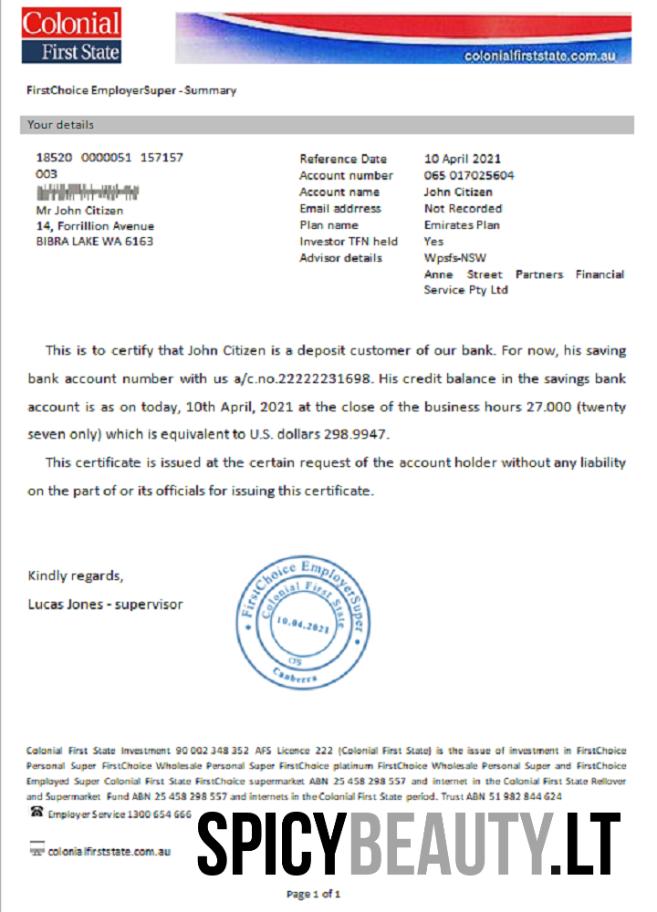 Colonial
First State
colonialfirststate.com.au
FirstChoice EmployerSuper - Summary
Your details
18520 0000051 157157
003
Mr John Citizen
14, Forrillion Avenue
BIBRA LAKE WA 6163
Reference Date 10 April 2021
Account number 065 017025604
Account name John Citizen
Email addrress Not Recorded
Plan name Emirates Plan
Investor TFN held Yes
Advisor details Wpsfs-NSW
Anne Street Partners Financial
Service Pty Ltd
This is to certify that John Citizen is a deposit customer of our bank. For now, his saving
bank account number with us a/c.no.22222231698. His credit balance in the savings bank
account is as on today, 10th April, 2021 at the close of the business hours 27.000 (twenty
seven only) which is equivalent to U.S. dollars 298.9947.
This certificate is issued at the certain request of the account holder without any liability
on the part of or its officials for issuing this certificate.
Kindly regards,
Lucas Jones - supervisor
FirstChoice EmployerSuper
Colonial First State
10.04.2021
CFS
Canberra
Colonial First State Investment 90 002 348 352 AFS Licence 222 (Colonial First State) is the issue of investment in FirstChoice
Personal Super FirstChoice Wholesale Personal Super FirstChoice platinum FirstChoice Wholesale Personal Super and FirstChoice
Employed Super Colonial First State FirstChoice supermarket ABN 25 458 298 557 and internet in the Colonial First State Rollover
and Supermarket Fund ABN 25 458 298 557 and internets in the Colonial First State period. Trust ABN 51 982 844 624
Employer Service 1300 654 666
colonialfirststate.com.au
SPICYBEAUTY.LT
Page 1 of 1